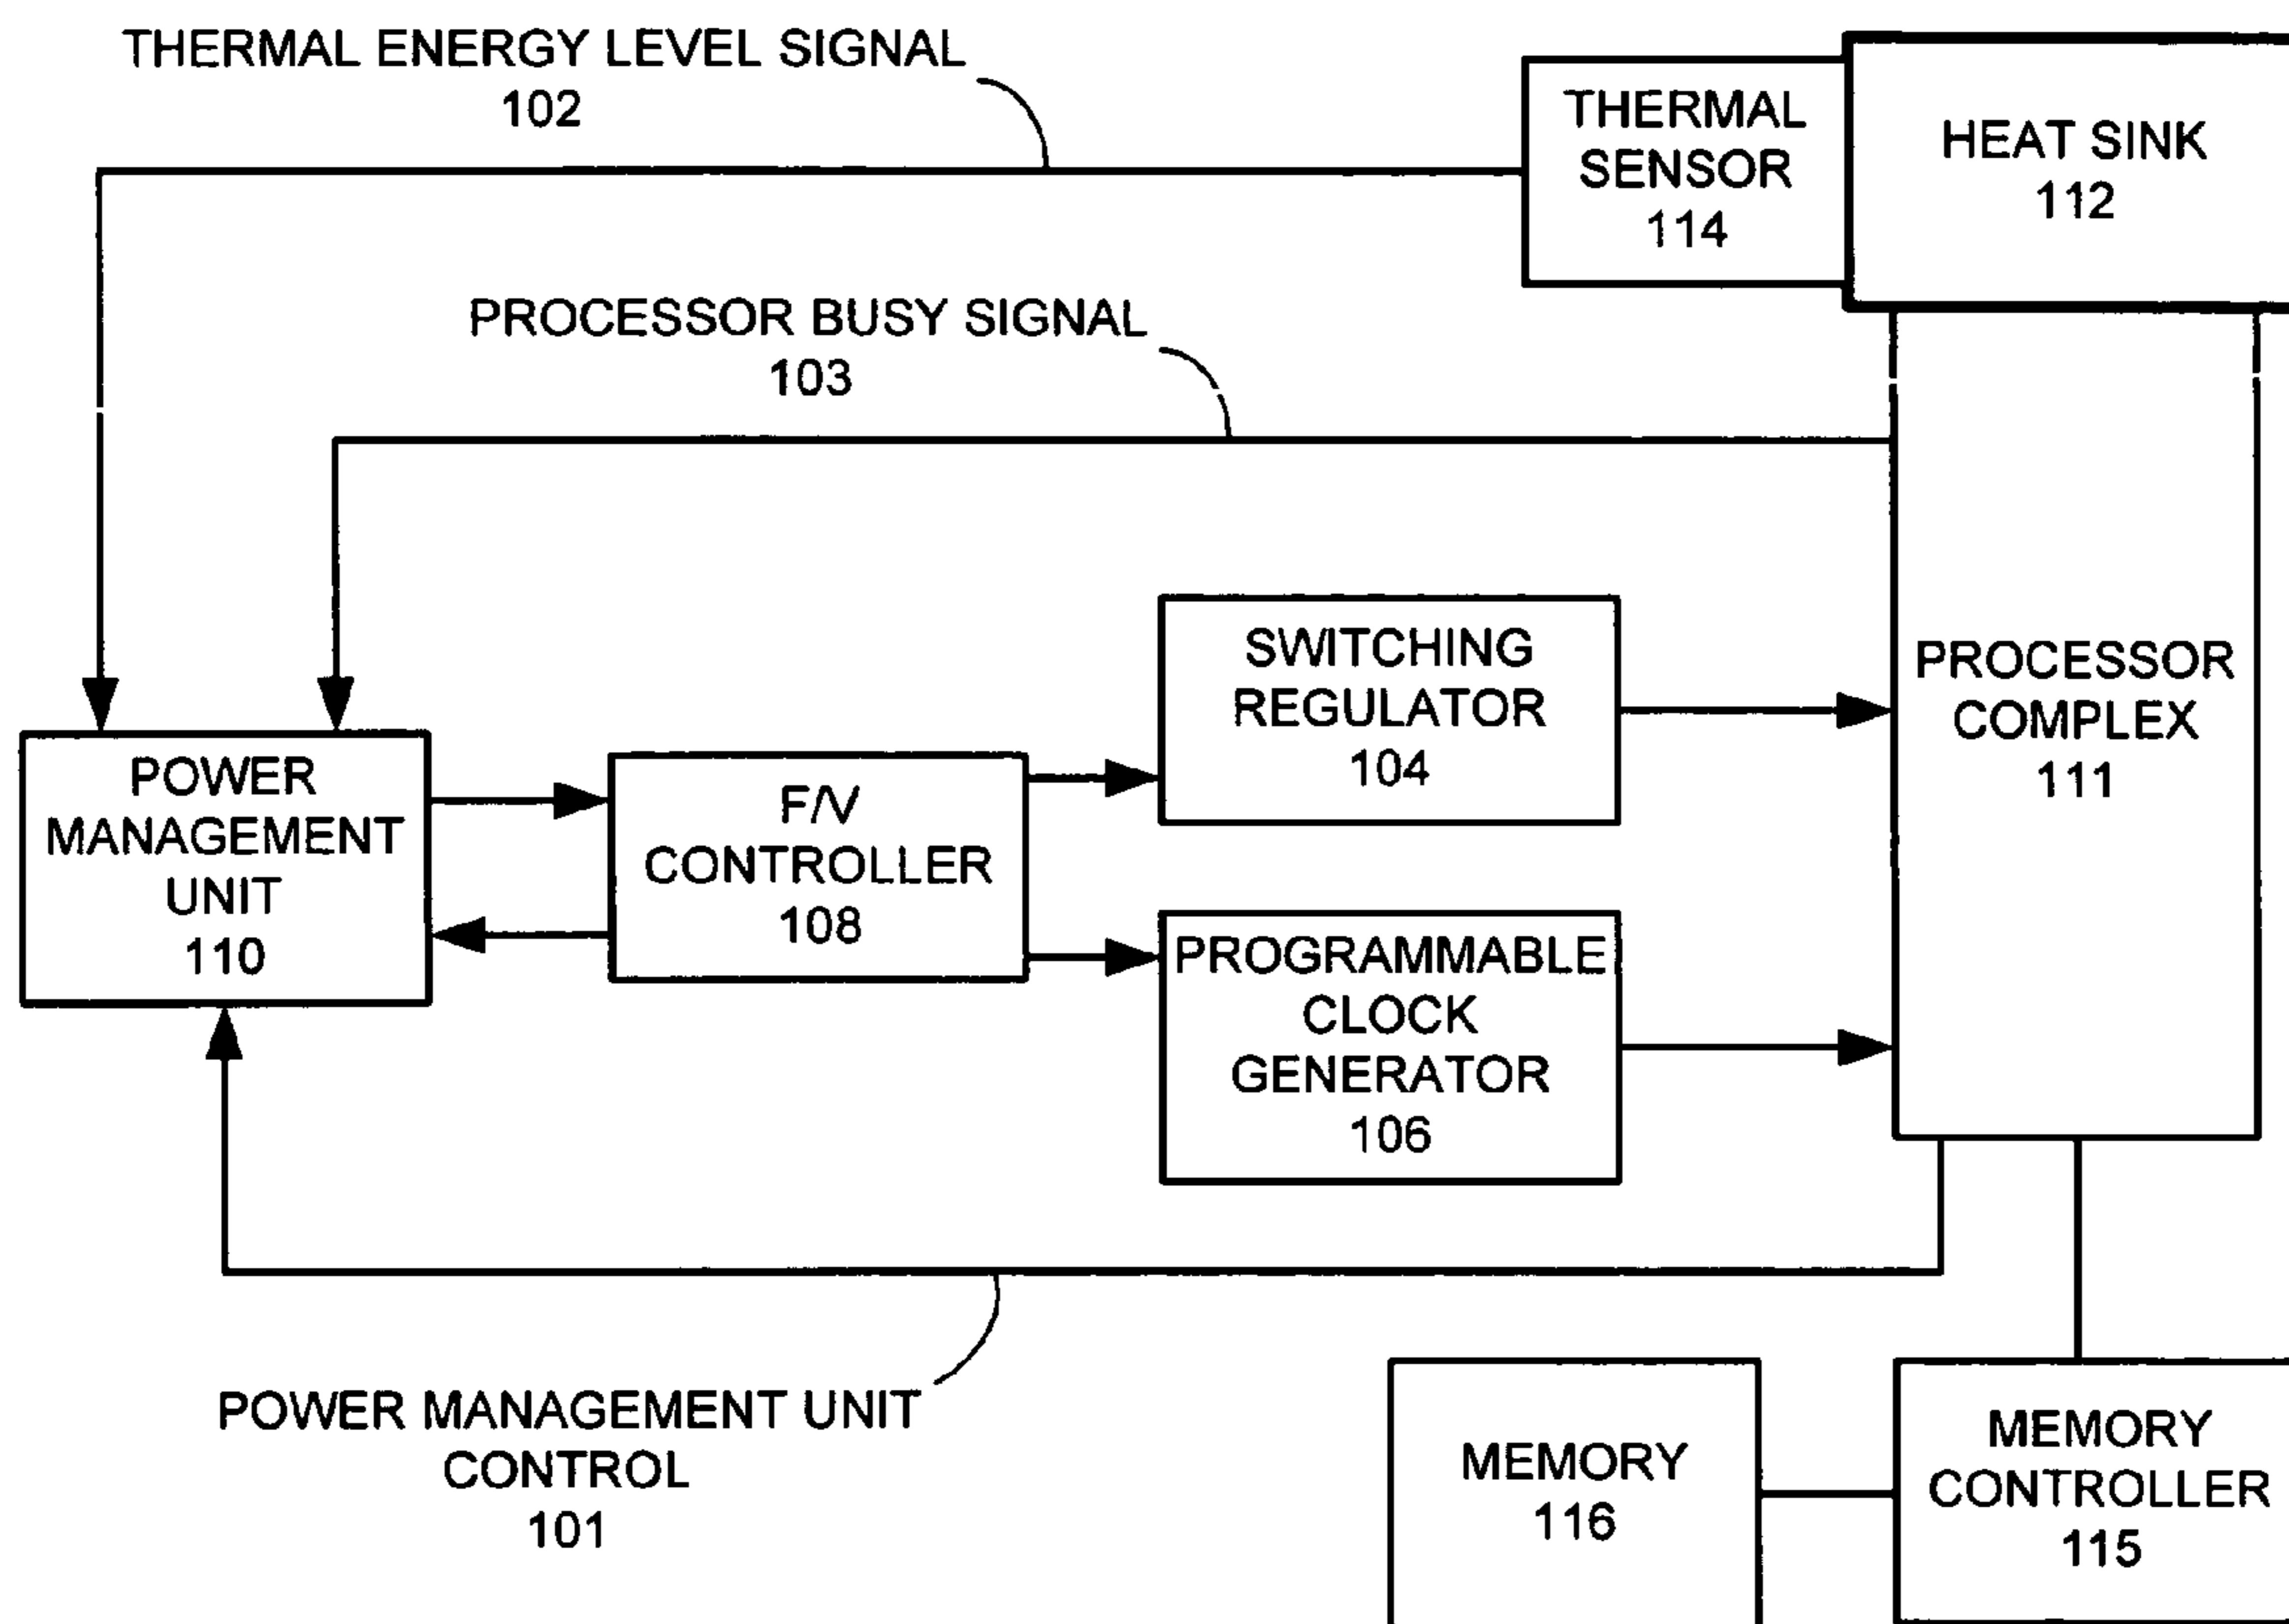 THERMAL ENERGY LEVEL SIGNAL
102
THERMAL
SENSOR
114
HEAT SINK
112
PROCESSOR BUSY SIGNAL
103
SWITCHING
REGULATOR
104
PROCESSOR
COMPLEX
111
POWER
MANAGEMENT
UNIT
110
F/V
CONTROLLER
108
PROGRAMMABLE
CLOCK
GENERATOR
106
POWER MANAGEMENT UNIT
CONTROL
101
MEMORY
116
MEMORY
CONTROLLER
115